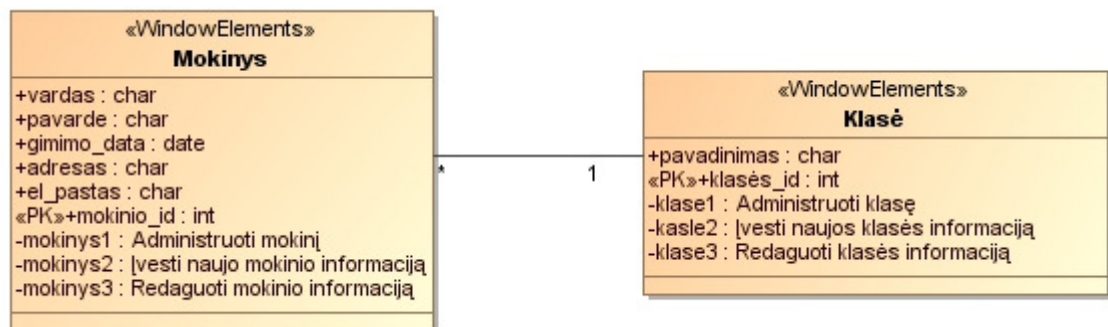 «WindowElements»
Mokinys
+vardas : char
+pavarde : char
+gimimo_data : date
+adresas : char
+el_pastas : char
«PK»+mokinio_id : int
-mokinys1 : Administruoti mokinį
-mokinys2 : Įvesti naujo mokinio informaciją
-mokinys3 : Redaguoti mokinio informaciją
*
1
«WindowElements»
Klasė
+pavadinimas : char
«PK»+klasės_id : int
-klase1 : Administruoti klasę
-kasle2 : Įvesti naujos klasės informaciją
-klase3 : Redaguoti klasės informaciją